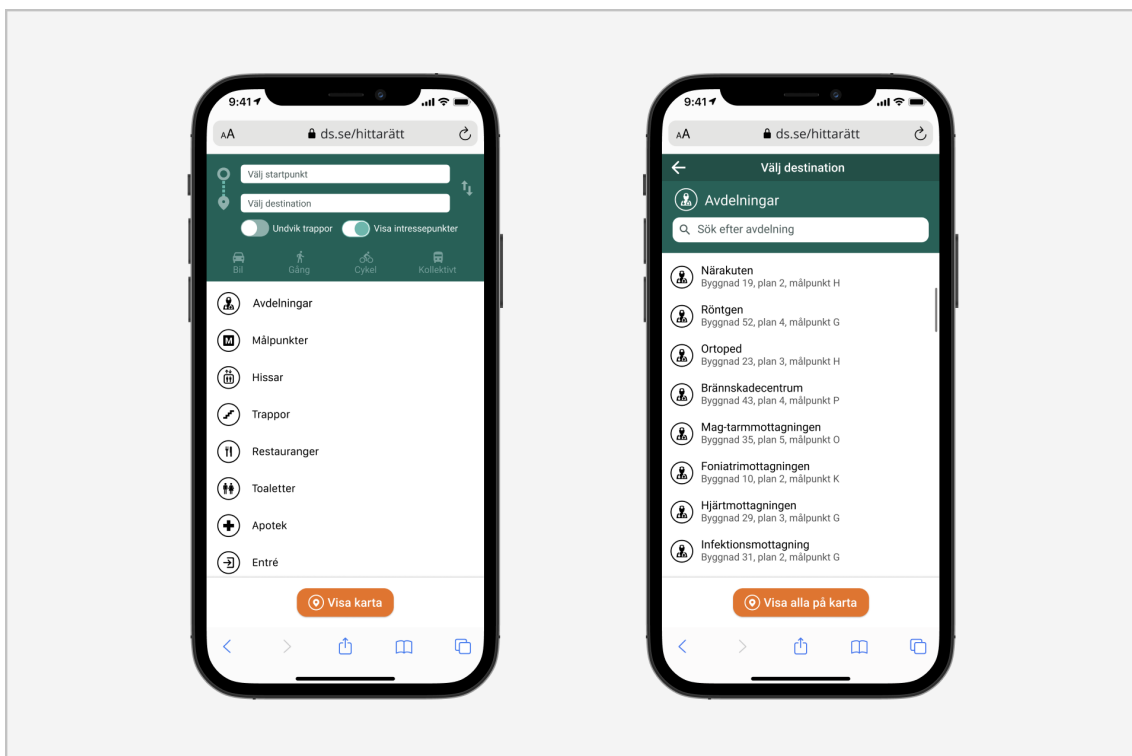 9:41
AA ds.se/hittarätt
Välj startpunkt
Välj destination
Undvik trappor Visa intressepunkter
Bil Gång Cykel Kollektivt
Avdelningar
M Målpunkter
Hissar
Trappor
Restauranger
Toaletter
Apotek
Entré
Visa karta
9:41
AA ds.se/hittarätt
Välj destination
Avdelningar
Sök efter avdelning
Närakuten
Byggnad 19, plan 2, målpunkt H
Röntgen
Byggnad 52, plan 4, målpunkt G
Ortoped
Byggnad 23, plan 3, målpunkt H
Brännskadecentrum
Byggnad 43, plan 4, målpunkt P
Mag-tarmmottagningen
Byggnad 35, plan 5, målpunkt O
Foniatrimottagningen
Byggnad 10, plan 2, målpunkt K
Hjärtmottagningen
Byggnad 29, plan 3, målpunkt G
Infektionsmottagning
Byggnad 31, plan 2, målpunkt G
Visa alla på karta